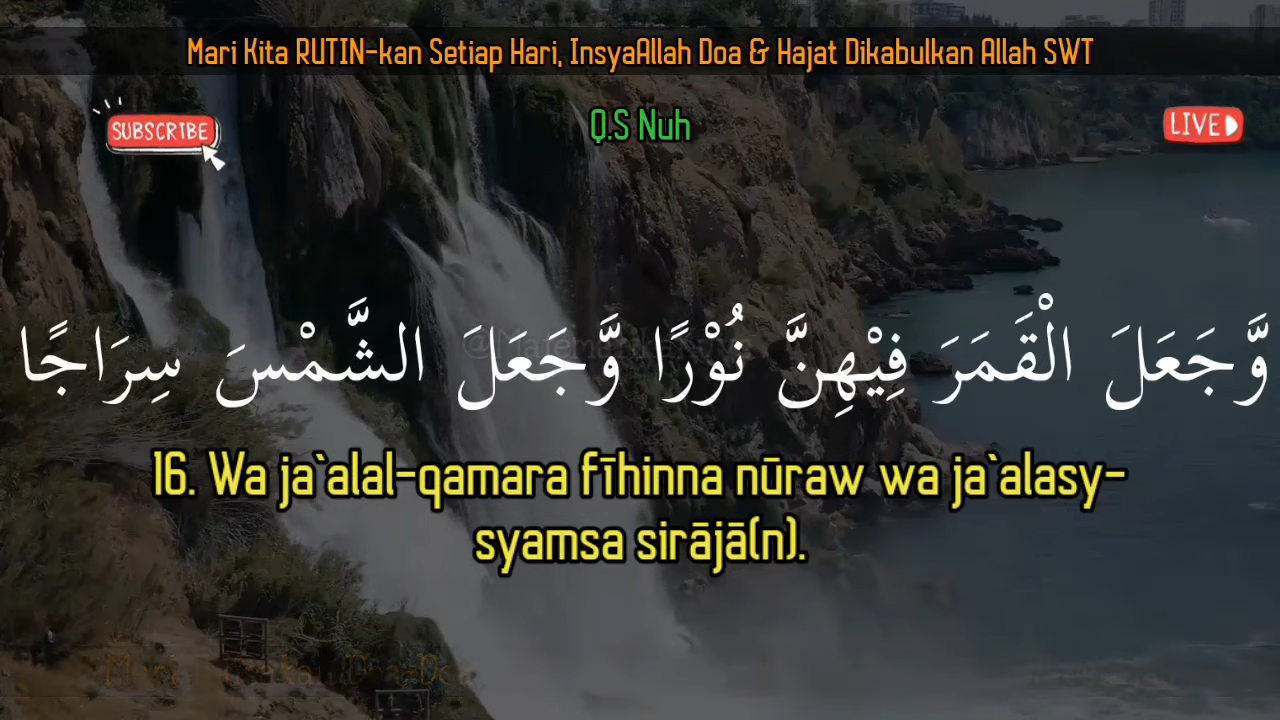 Mari Kita RUTIN-kan Setiap Hari, InsyaAllah Doa & Hajat Dikabulkan Allah SWT
SUBSCRIBE
Q.S Nuh
LIVE
وَّجَعَلَ الْقَمَرَ فِيْهِنَّ نُوْرًا وَّجَعَلَ الشَّمْسَ سِرَاجًا
16. Wa ja`alal-qamara fīhinna nūraw wa ja`alasy-
syamsa sirājā(n).